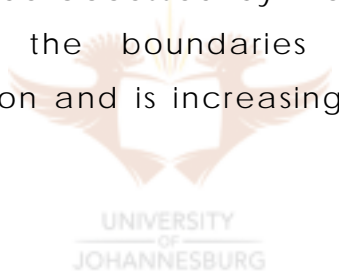 the boundaries
on and is increasing
UNIVERSITY
OF
JOHANNESBURG